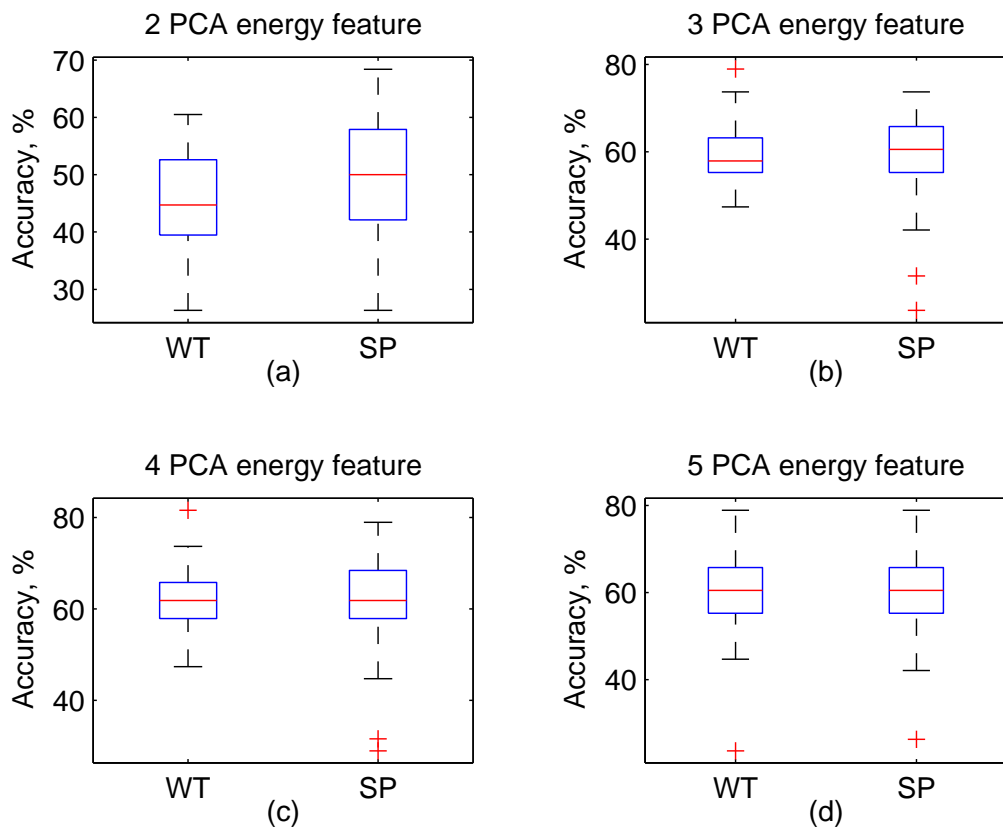 2 PCA energy feature
Accuracy, %
70
60
50
40
30
WT SP
(a)
3 PCA energy feature
Accuracy, %
80
60
40
WT SP
(b)
4 PCA energy feature
Accuracy, %
80
60
40
WT SP
(c)
5 PCA energy feature
Accuracy, %
80
60
40
WT SP
(d)